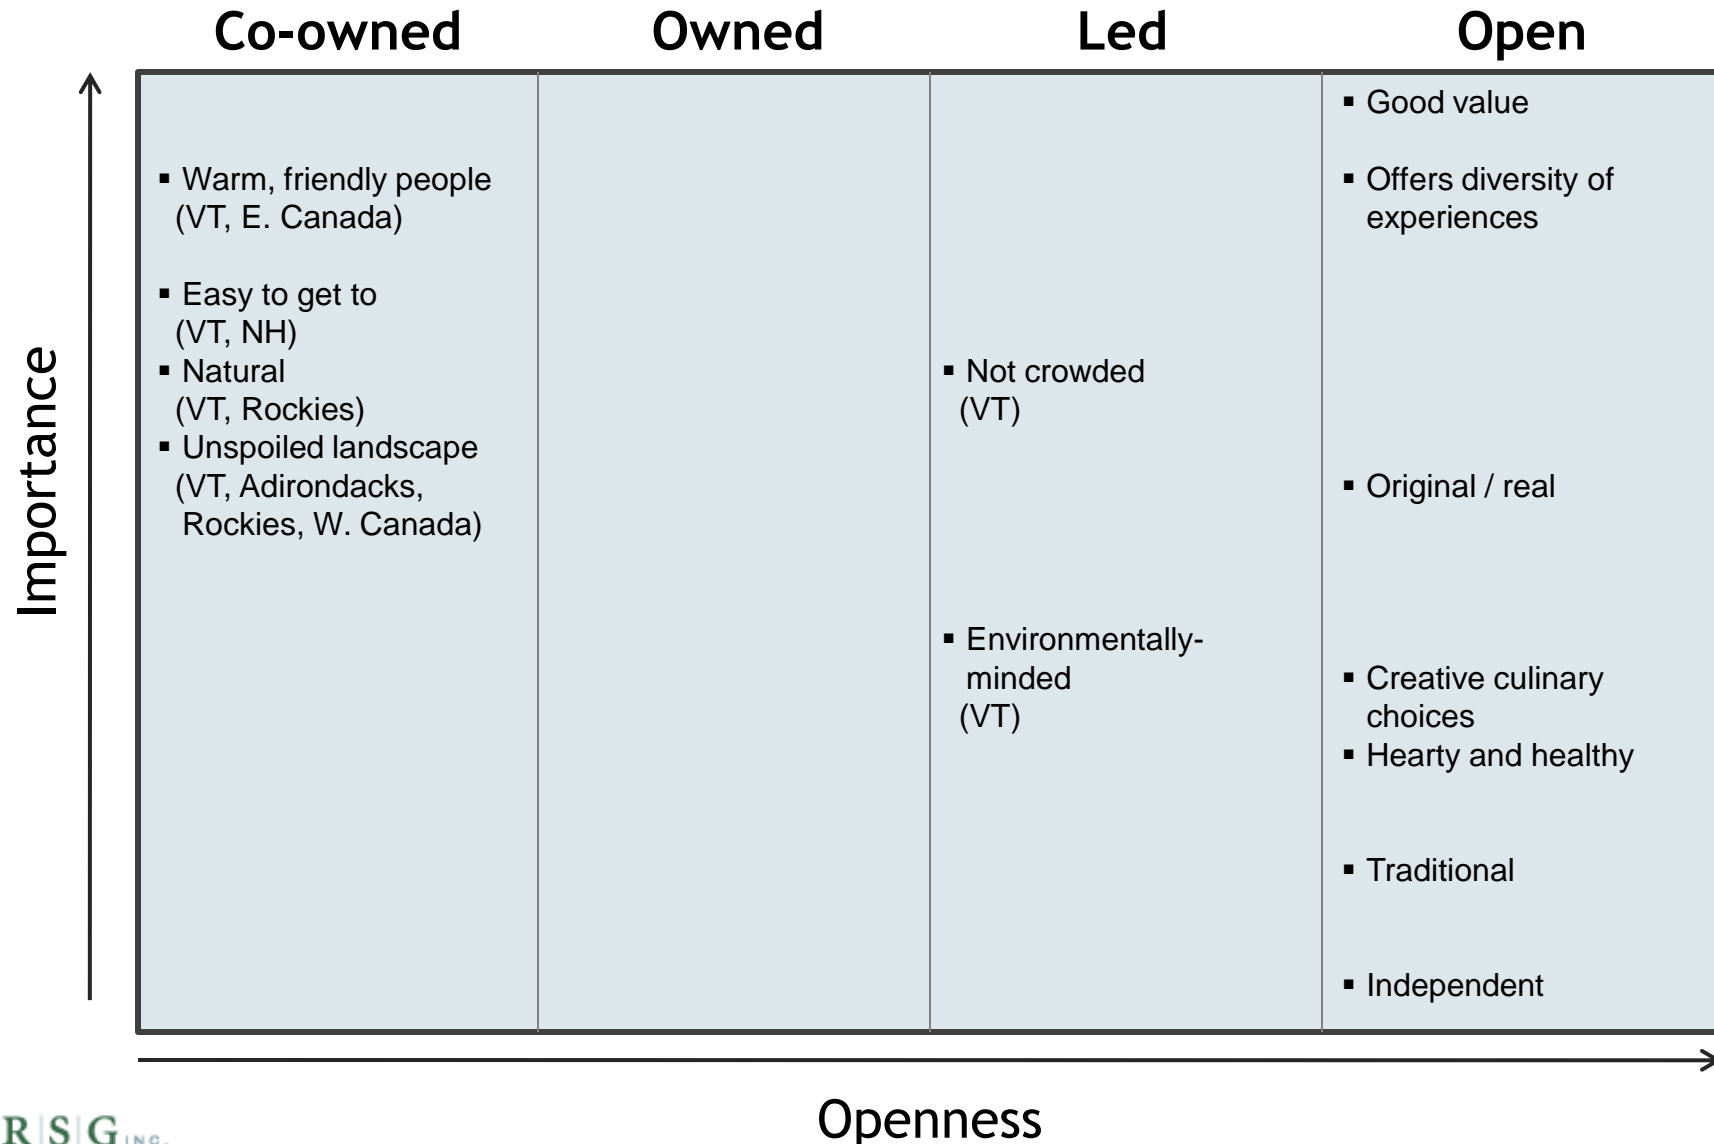 Co-owned Owned Led Open
Importance
▪ Warm, friendly people
(VT, E. Canada)
▪ Easy to get to
(VT, NH)
▪ Natural
(VT, Rockies)
▪ Unspoiled landscape
(VT, Adirondacks,
Rockies, W. Canada)
▪ Not crowded
(VT)
▪ Environmentally-
minded
(VT)
▪ Good value
▪ Offers diversity of
experiences
▪ Original / real
▪ Creative culinary
choices
▪ Hearty and healthy
▪ Traditional
▪ Independent
Openness
R|S|G INC.